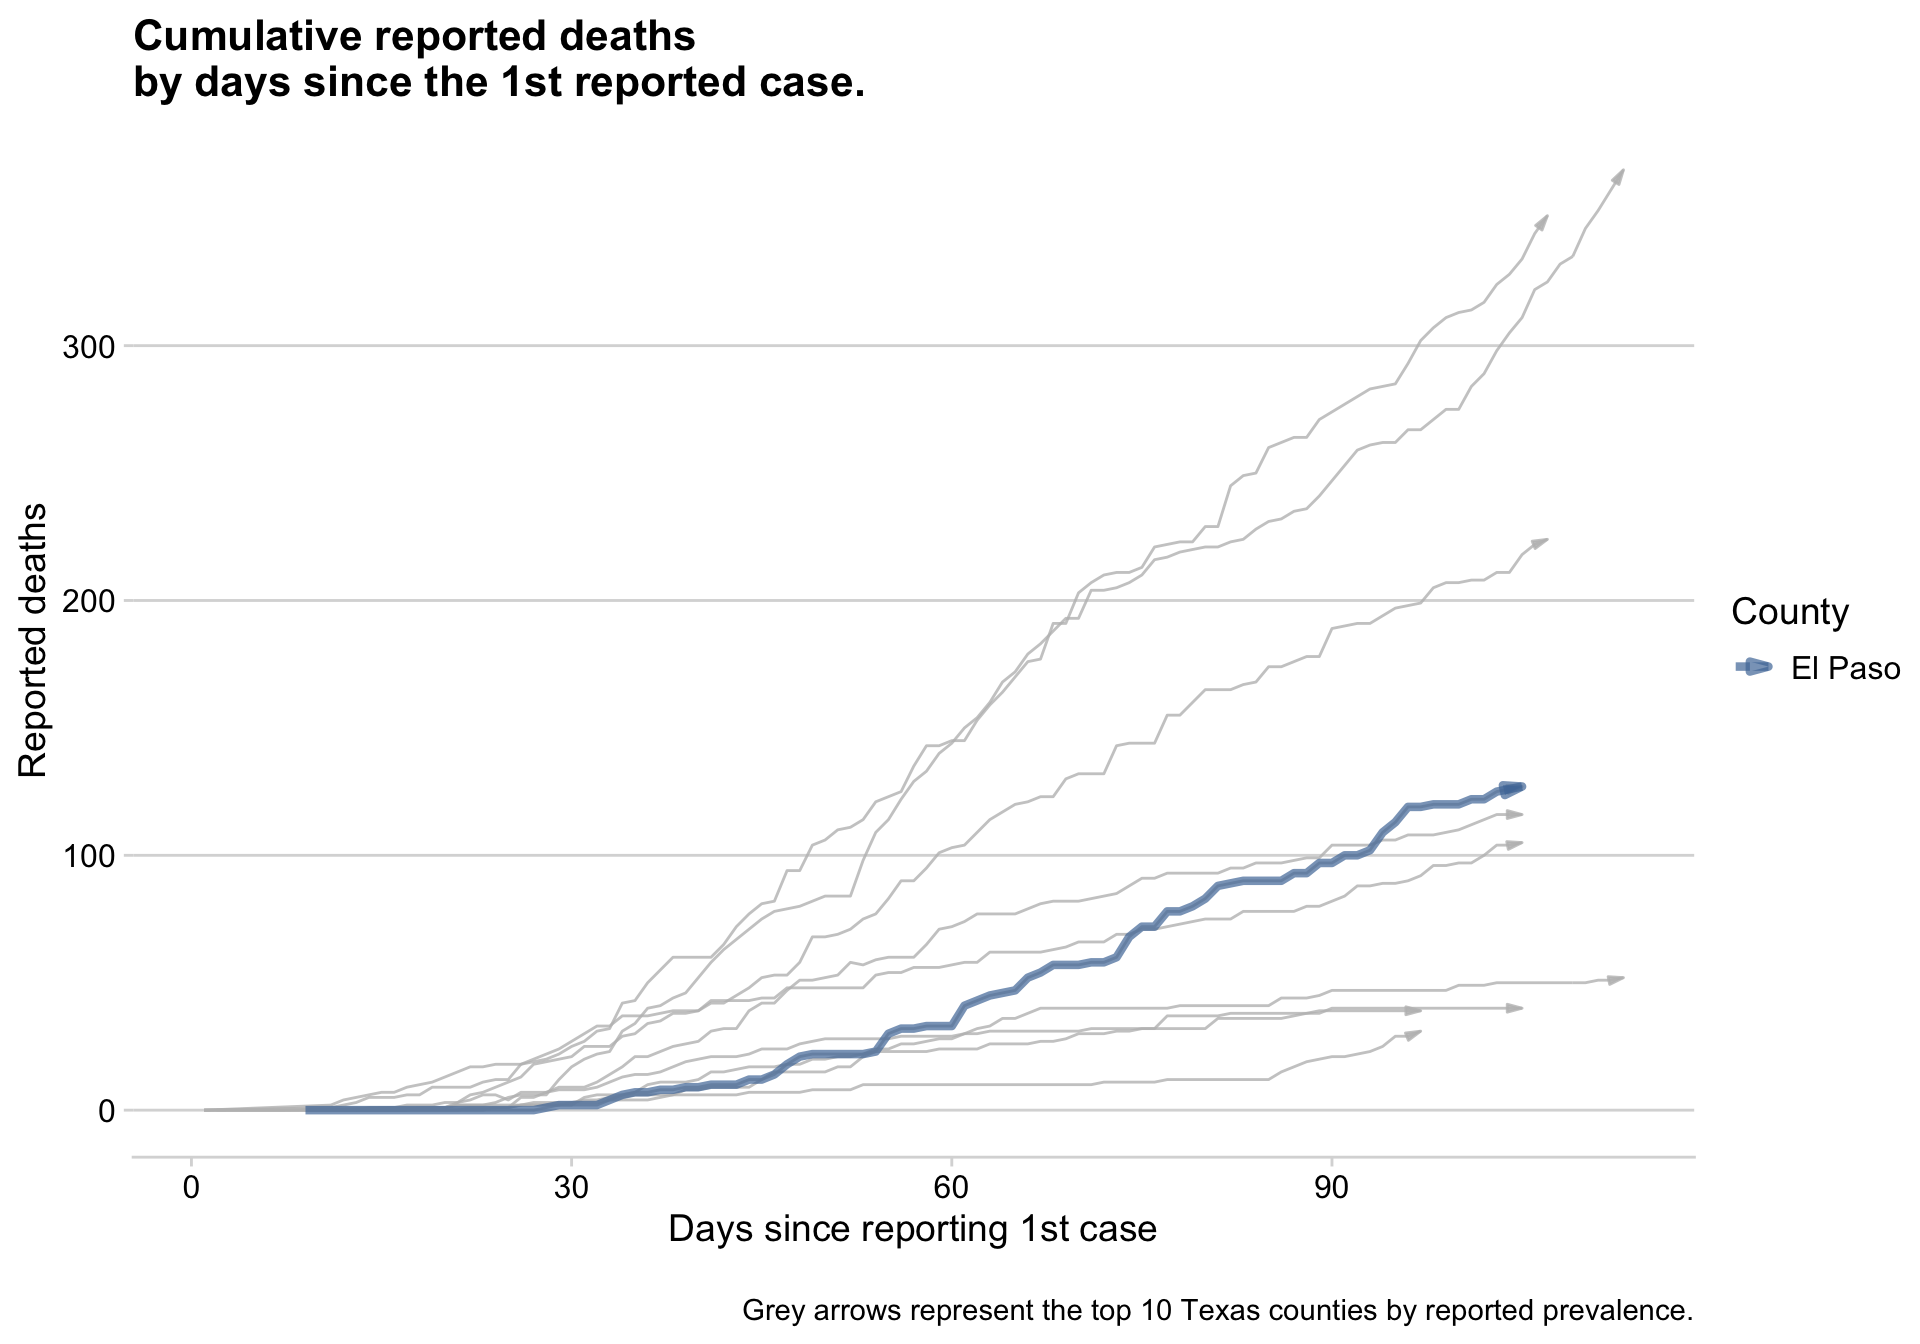 Cumulative reported deaths
by days since the 1st reported case.
300
200
100
0
Reported deaths
0 30 60 90
Days since reporting 1st case
County
El Paso
Grey arrows represent the top 10 Texas counties by reported prevalence.